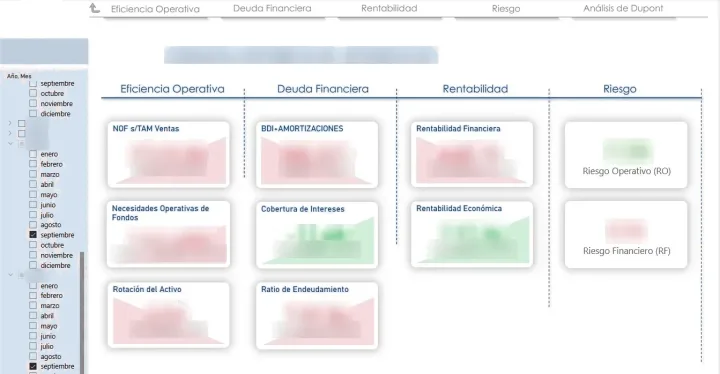 Eficiencia Operativa
Deuda Financiera
Rentabilidad
Riesgo
Análisis de Dupont
Año, Mes
septiembre
octubre
noviembre
diciembre
enero
febrero
marzo
abril
mayo
junio
julio
agosto
septiembre
octubre
noviembre
diciembre
enero
febrero
marzo
abril
mayo
junio
julio
agosto
septiembre
Eficiencia Operativa
Deuda Financiera
Rentabilidad
Riesgo
NOF s/TAM Ventas
BDI+AMORTIZACIONES
Rentabilidad Financiera
Riesgo Operativo (RO)
Necesidades Operativas de
Fondos
Cobertura de Intereses
Rentabilidad Económica
Riesgo Financiero (RF)
Rotación del Activo
Ratio de Endeudamiento